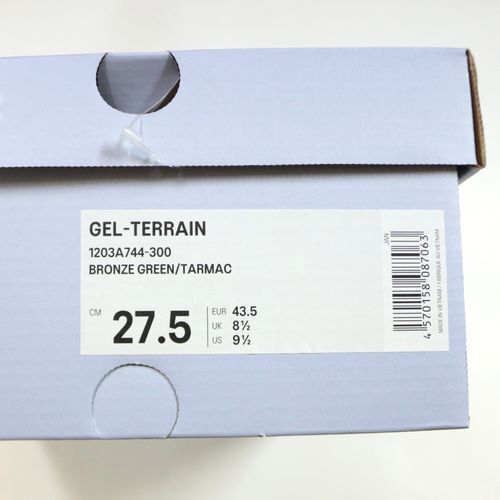 GEL-TERRAIN
1203A744-300
BRONZE GREEN/TARMAC
CM 27.5
EUR 43.5
UK 8½
US 9½
JAN
4 570158 087063
MADE IN VIETNAM / FABRIQUE AU VIETNAM